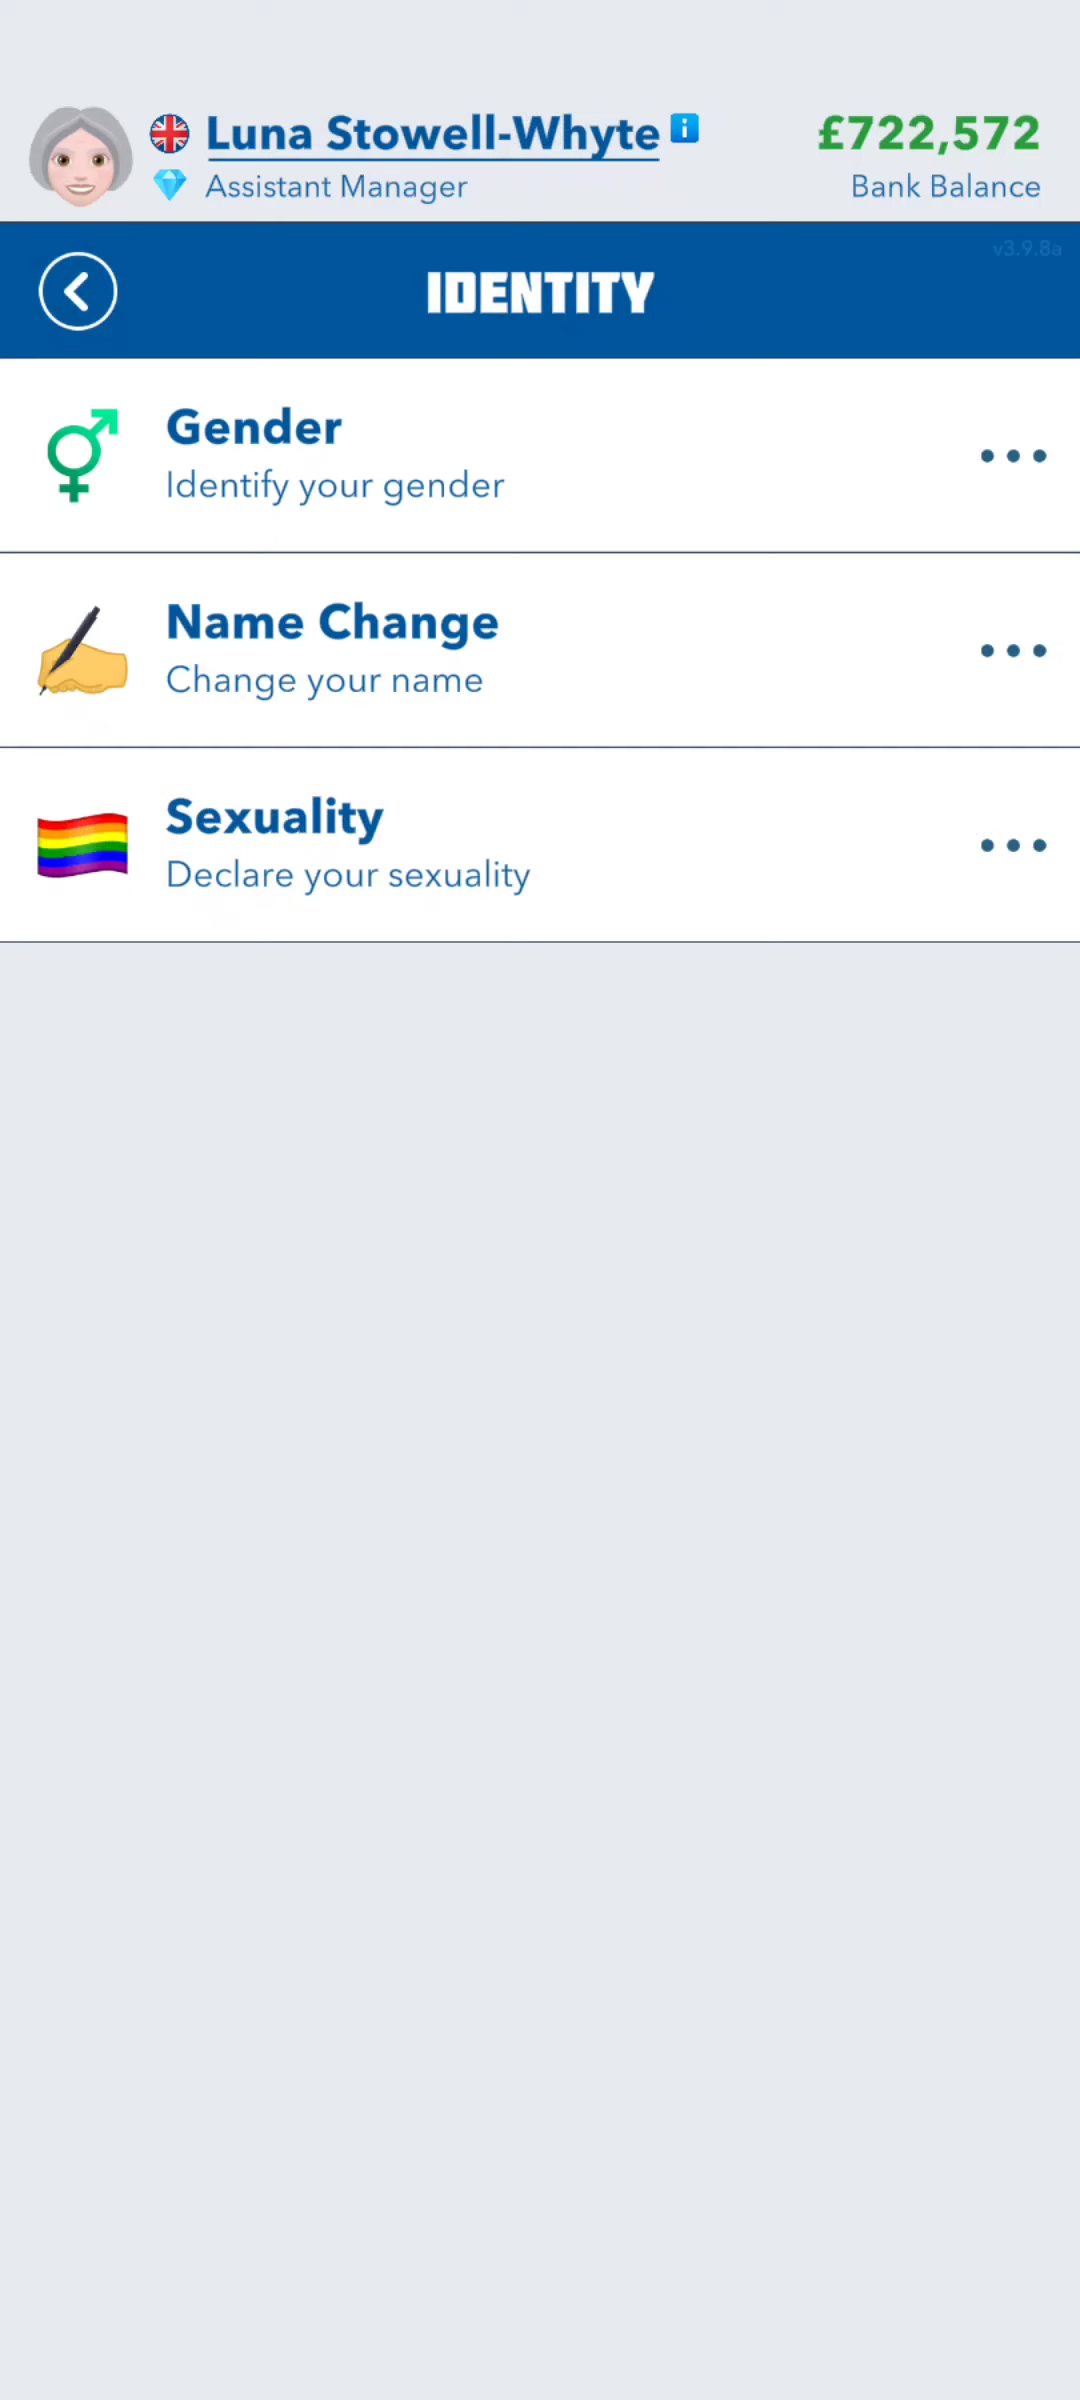 Luna Stowell-Whyte i
£722,572
Assistant Manager
Bank Balance
v3.9.8a
IDENTITY
Gender
Identify your gender
Name Change
Change your name
Sexuality
Declare your sexuality